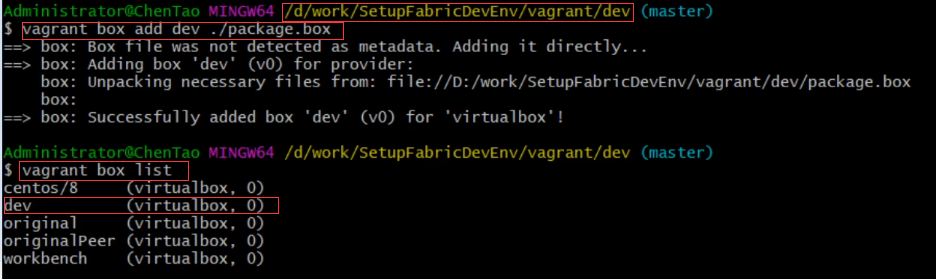 Administrator@ChenTao MINGW64 /d/work/SetupFabricDevEnv/vagrant/dev (master)
$ vagrant box add dev ./package.box
==> box: Box file was not detected as metadata. Adding it directly...
==> box: Adding box 'dev' (v0) for provider:
    box: Unpacking necessary files from: file://D:/work/SetupFabricDevEnv/vagrant/dev/package.box
    box:
==> box: Successfully added box 'dev' (v0) for 'virtualbox'!
Administrator@ChenTao MINGW64 /d/work/SetupFabricDevEnv/vagrant/dev (master)
$ vagrant box list
centos/8     (virtualbox, 0)
dev          (virtualbox, 0)
original     (virtualbox, 0)
originalPeer (virtualbox, 0)
workbench    (virtualbox, 0)